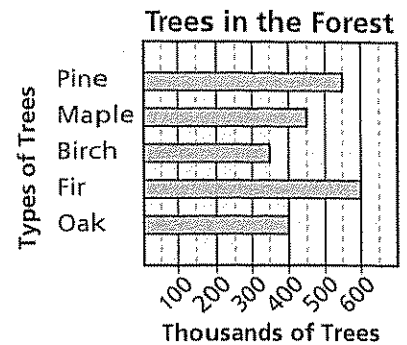 Trees in the Forest
Types of Trees
Pine
Maple
Birch
Fir
Oak
100 200 300 400 500 600
Thousands of Trees